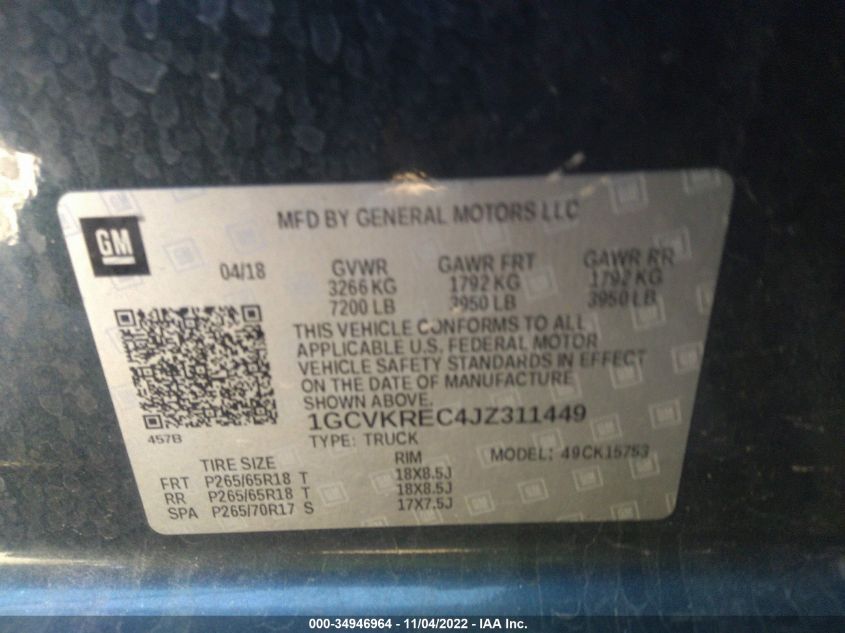 MFD BY GENERAL MOTORS LLC
GM
04/18
GVWR GAWR FRT GAWR RR
3266 KG 1792 KG 1792 KG
7200 LB 3950 LB 3950 LB
THIS VEHICLE CONFORMS TO ALL
APPLICABLE U.S. FEDERAL MOTOR
VEHICLE SAFETY STANDARDS IN EFFECT
ON THE DATE OF MANUFACTURE
SHOWN ABOVE.
1GCVKREC4JZ311449
457B
TYPE: TRUCK MODEL: 49CK15753
TIRE SIZE RIM
FRT P265/65R18 T 18X8.5J
RR P265/65R18 T 18X8.5J
SPA P265/70R17 S 17X7.5J
000-34946964 - 11/04/2022 - IAA Inc.